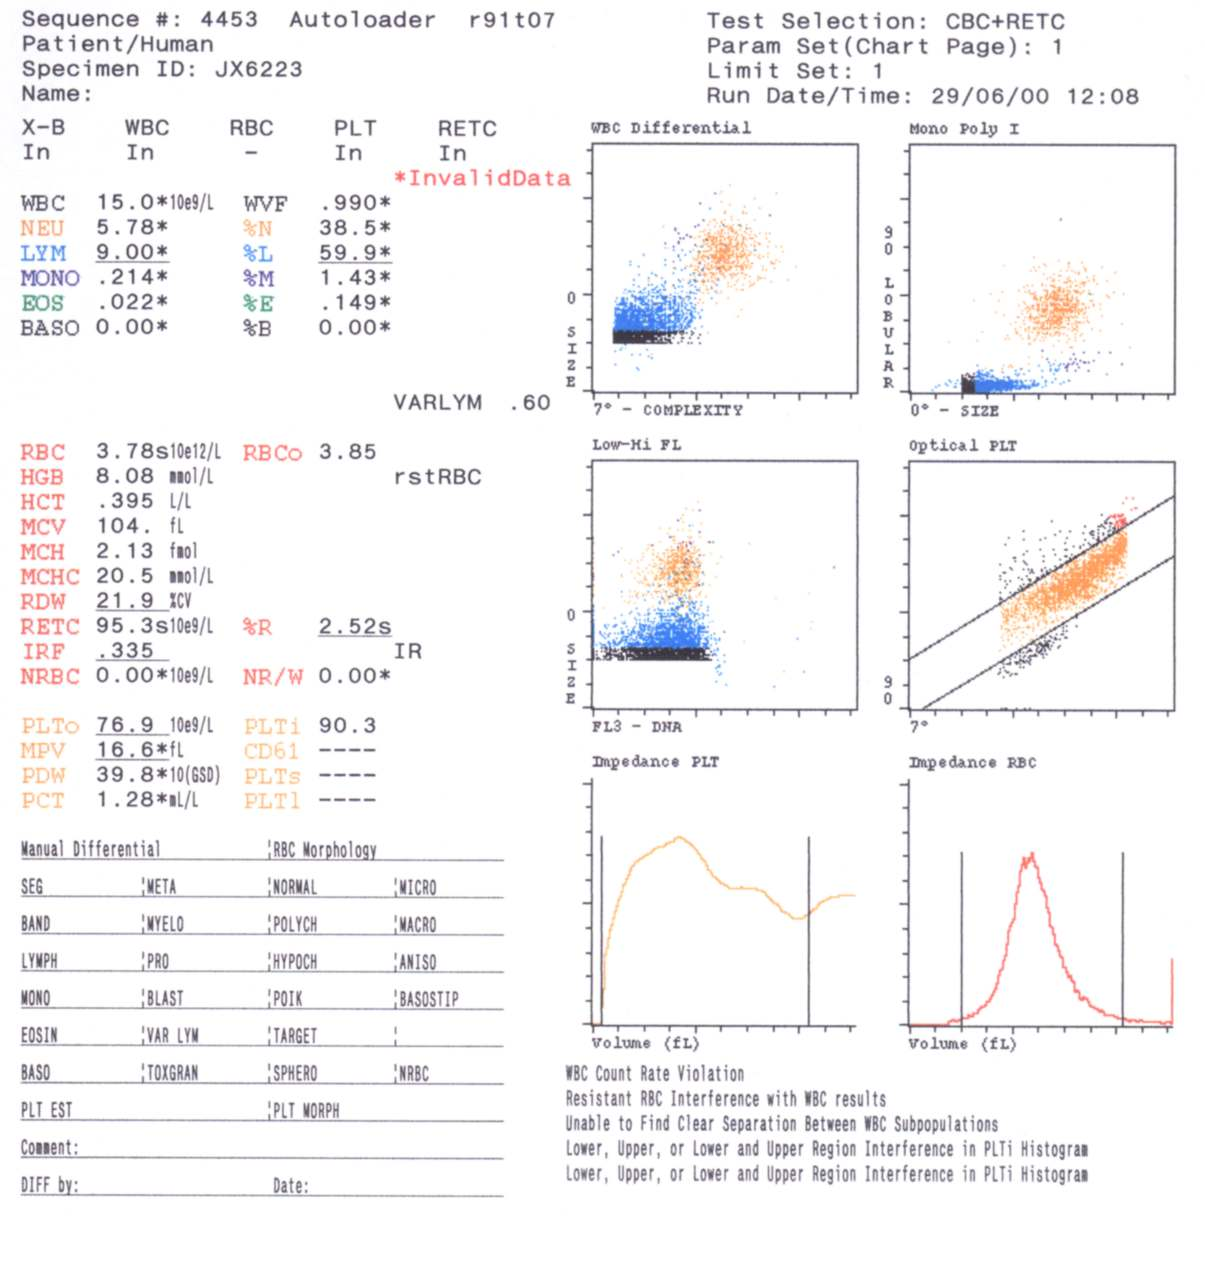 Sequence #: 4453 Autoloader r91t07
Patient/Human
Specimen ID: JX6223
Name:
Test Selection: CBC+RETC
Param Set(Chart Page): 1
Limit Set: 1
Run Date/Time: 29/06/00 12:08
X-B WBC RBC PLT RETC
In In - In In
*InvalidData
WBC 15.0*10e9/L WVF .990*
NEU 5.78* %N 38.5*
LYM 9.00* %L 59.9*
MONO .214* %M 1.43*
EOS .022* %E .149*
BASO 0.00* %B 0.00*
VARLYM .60
RBC 3.78s10e12/L RBCo 3.85
HGB 8.08 mmol/L rstRBC
HCT .395 L/L
MCV 104. fL
MCH 2.13 fmol
MCHC 20.5 mmol/L
RDW 21.9 %CV
RETC 95.3s10e9/L %R 2.52s
IRF .335 IR
NRBC 0.00*10e9/L NR/W 0.00*
PLTo 76.9 10e9/L PLTi 90.3
MPV 16.6*fL CD61 ----
PDW 39.8*10(GSD) PLTs ----
PCT 1.28*mL/L PLTl ----
Manual Differential ¦RBC Morphology
SEG ¦META ¦NORMAL ¦MICRO
BAND ¦MYELO ¦POLYCH ¦MACRO
LYMPH ¦PRO ¦HYPOCH ¦ANISO
MONO ¦BLAST ¦POIK ¦BASOSTIP
EOSIN ¦VAR LYM ¦TARGET ¦
BASO ¦TOXGRAN ¦SPHERO ¦NRBC
PLT EST ¦PLT MORPH
Comment:
DIFF by: Date:
WBC Differential
0 SIZE
7° - COMPLEXITY
Mono Poly I
90 LOBULAR
0° - SIZE
Low-Hi FL
0 SIZE
FL3 - DNA
Optical PLT
90
7°
Impedance PLT
Volume (fL)
Impedance RBC
Volume (fL)
WBC Count Rate Violation
Resistant RBC Interference with WBC results
Unable to Find Clear Separation Between WBC Subpopulations
Lower, Upper, or Lower and Upper Region Interference in PLTi Histogram
Lower, Upper, or Lower and Upper Region Interference in PLTi Histogram